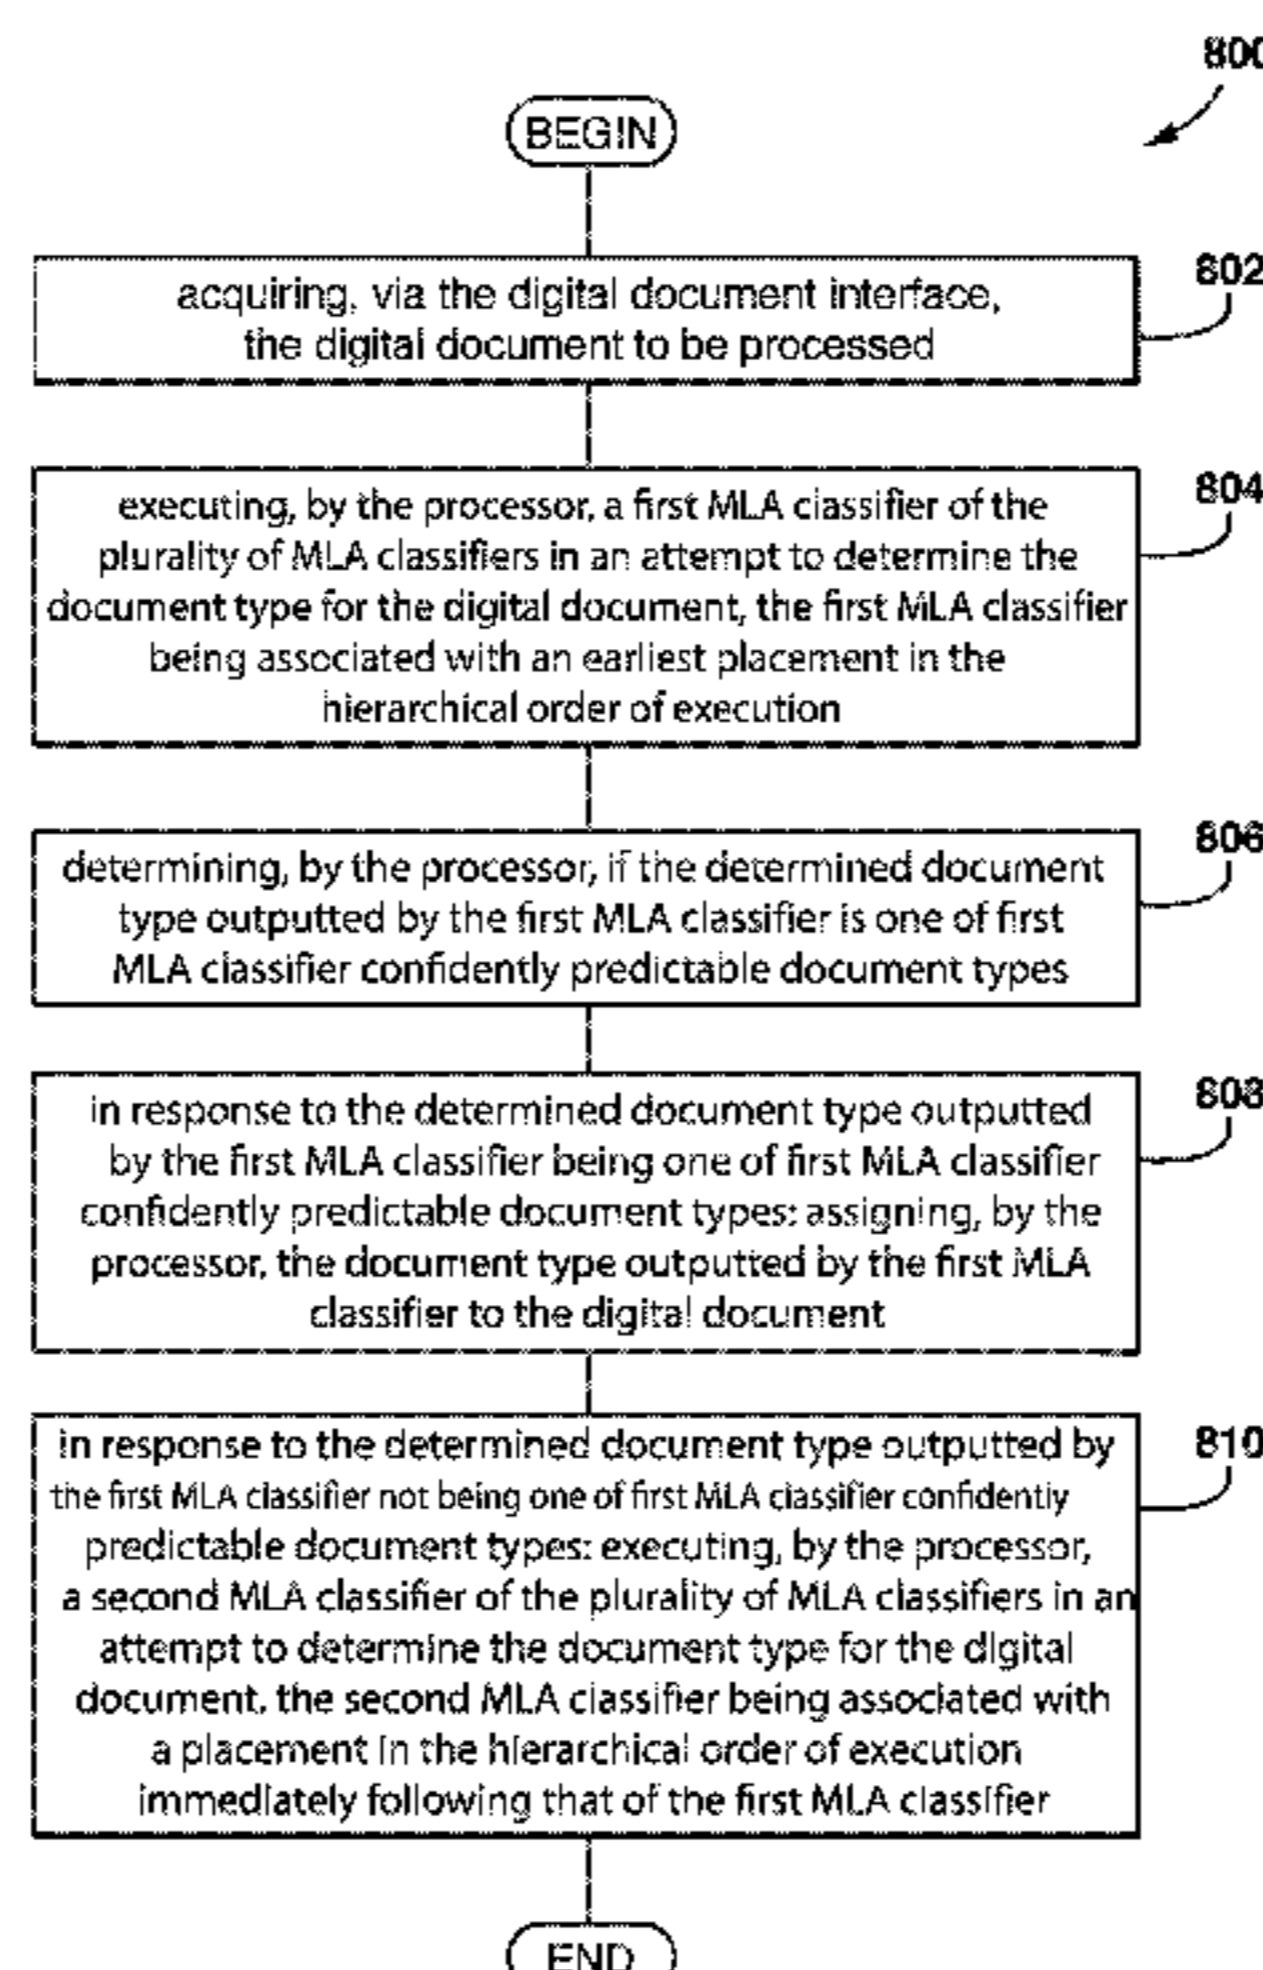 800
BEGIN
802
acquiring, via the digital document interface,
the digital document to be processed
804
executing, by the processor, a first MLA classifier of the
plurality of MLA classifiers in an attempt to determine the
document type for the digital document, the first MLA classifier
being associated with an earliest placement in the
hierarchical order of execution
806
determining, by the processor, if the determined document
type outputted by the first MLA classifier is one of first
MLA classifier confidently predictable document types
808
in response to the determined document type outputted
by the first MLA classifier being one of first MLA classifier
confidently predictable document types: assigning, by the
processor, the document type outputted by the first MLA
classifier to the digital document
810
in response to the determined document type outputted by
the first MLA classifier not being one of first MLA classifier confidently
predictable document types: executing, by the processor,
a second MLA classifier of the plurality of MLA classifiers in an
attempt to determine the document type for the digital
document, the second MLA classifier being associated with
a placement in the hierarchical order of execution
immediately following that of the first MLA classifier
END